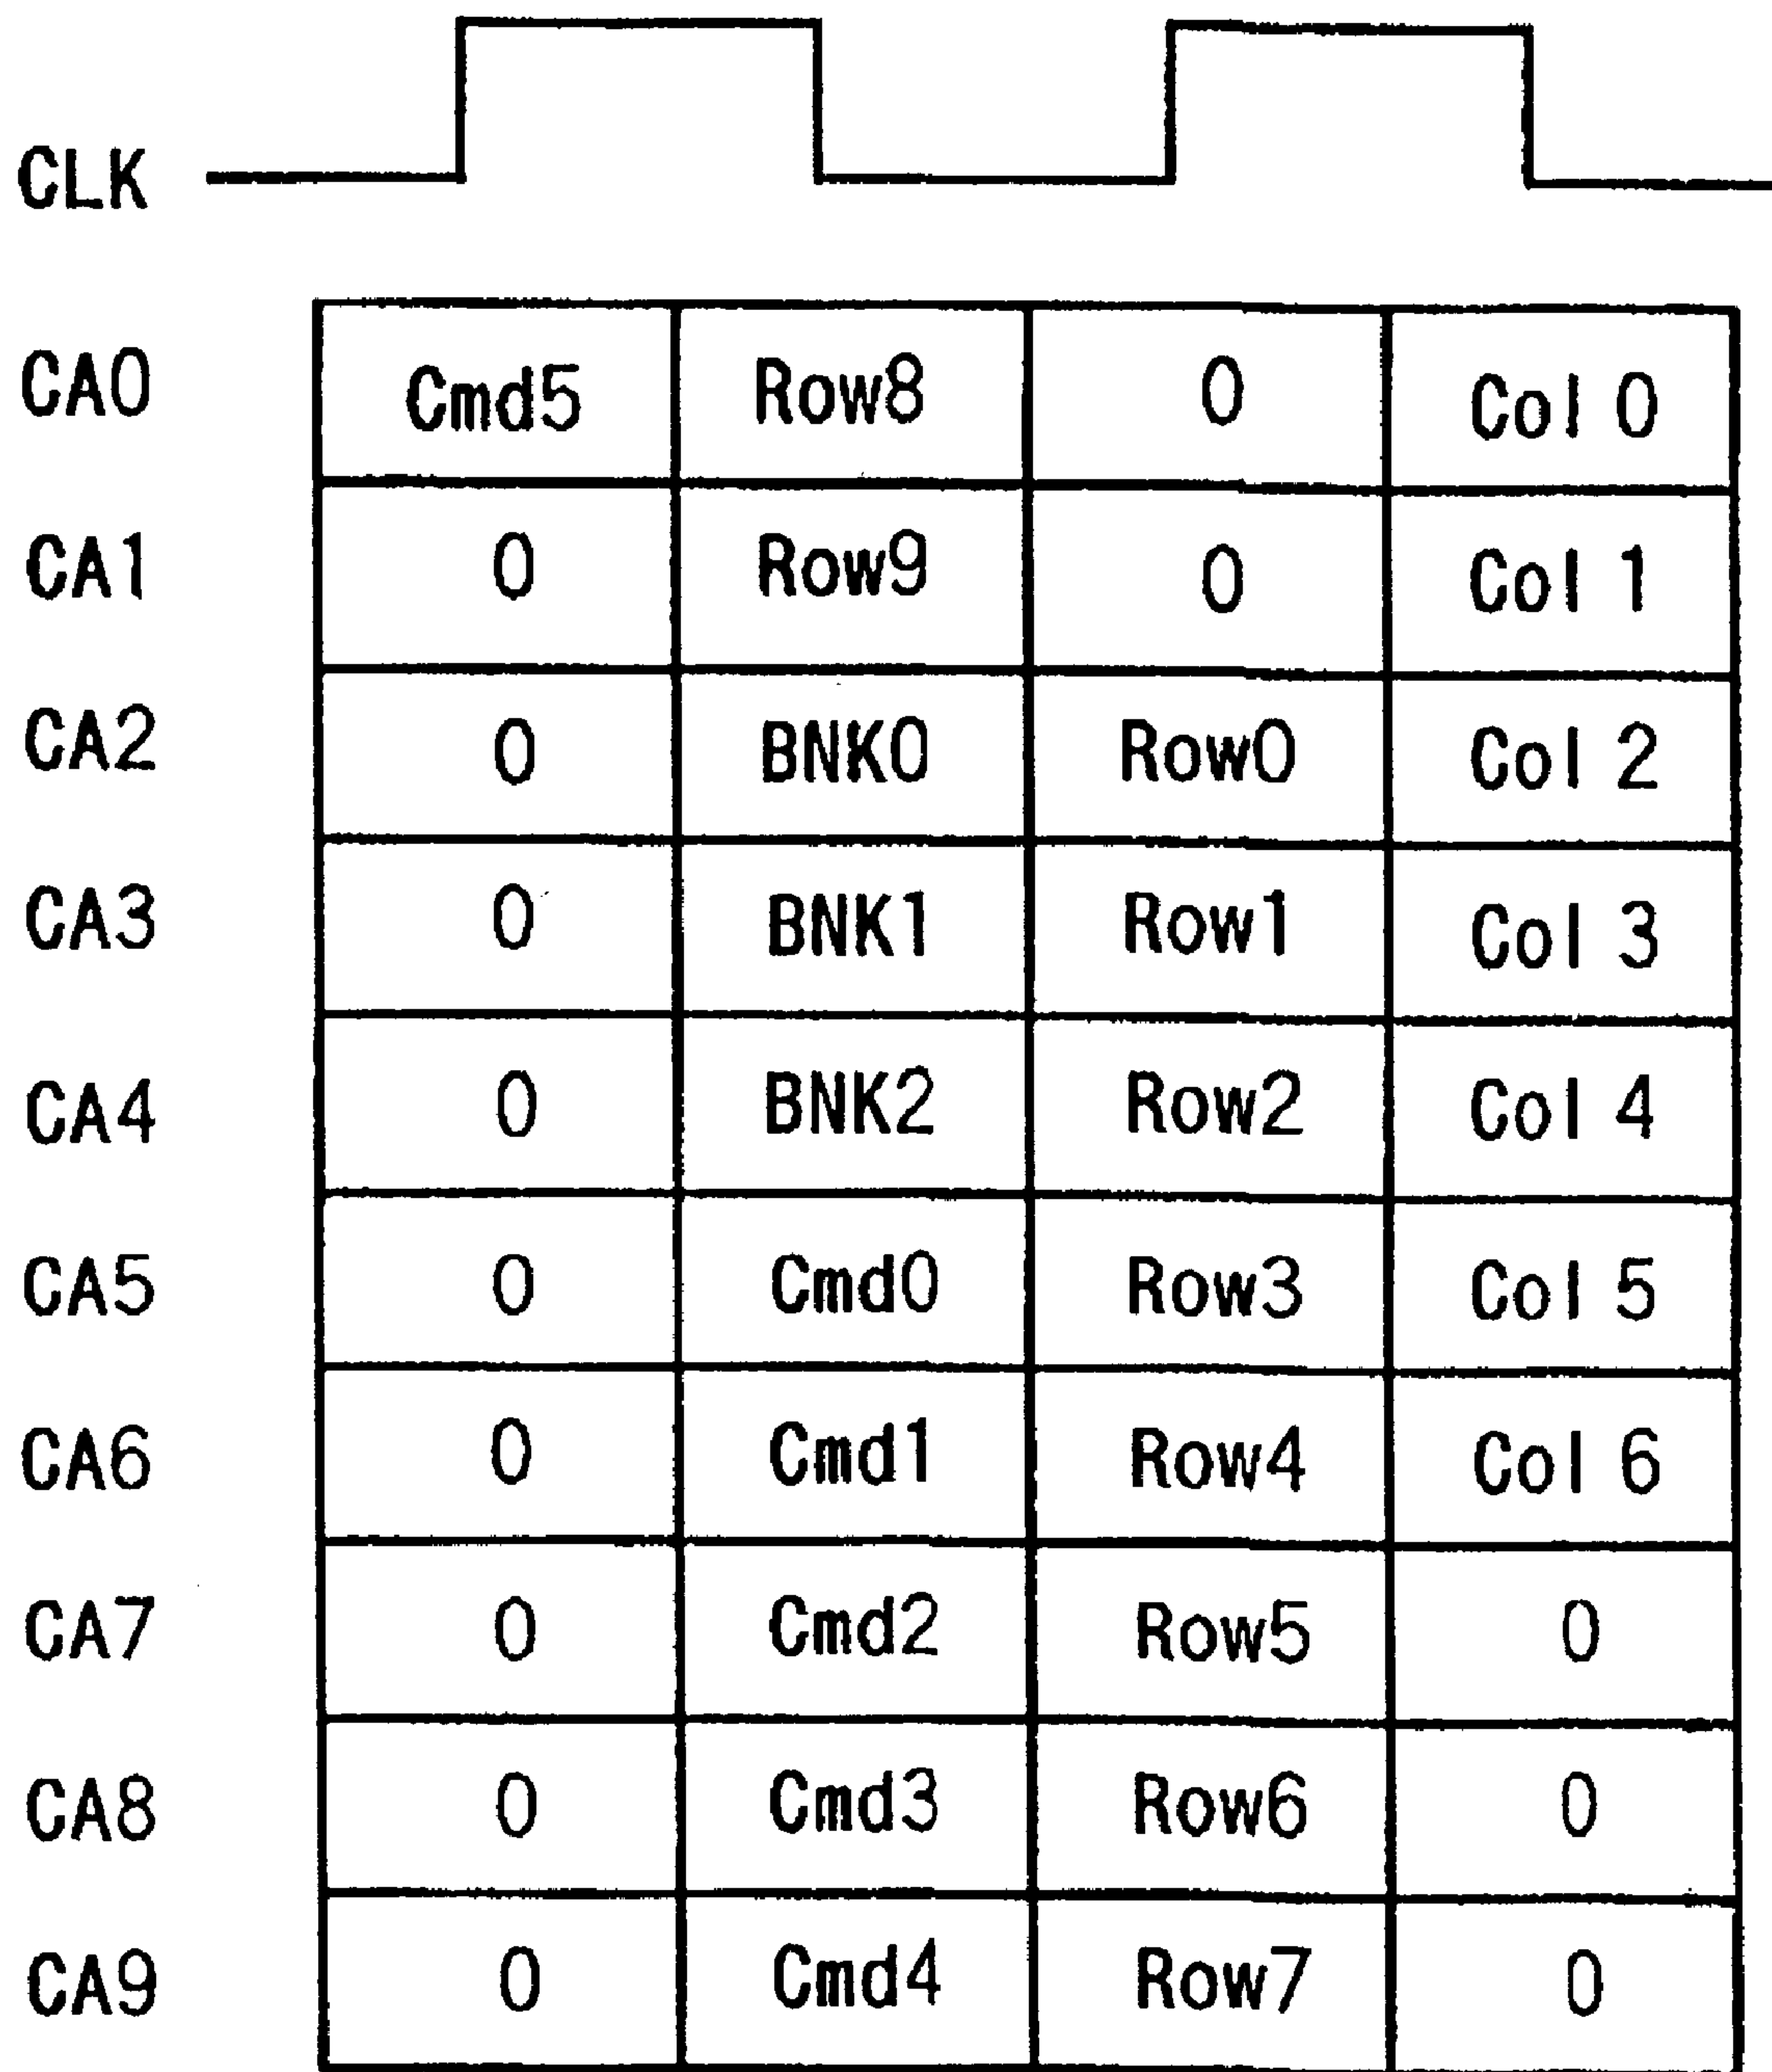 CLK
CA0 Cmd5 Row8 0 Col 0
CA1 0 Row9 0 Col 1
CA2 0 BNK0 Row0 Col 2
CA3 0 BNK1 Row1 Col 3
CA4 0 BNK2 Row2 Col 4
CA5 0 Cmd0 Row3 Col 5
CA6 0 Cmd1 Row4 Col 6
CA7 0 Cmd2 Row5 0
CA8 0 Cmd3 Row6 0
CA9 0 Cmd4 Row7 0